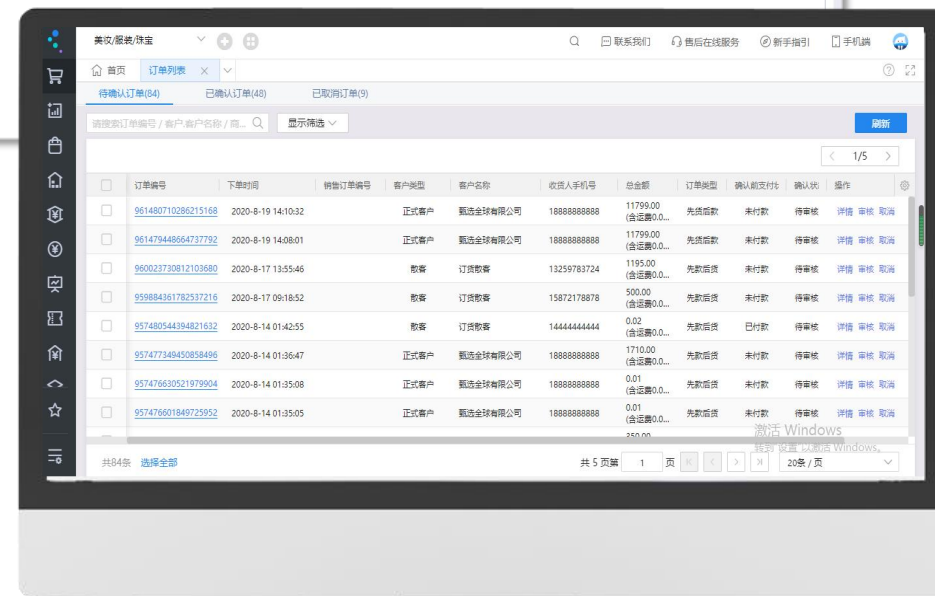 美妆/服装/珠宝 联系我们 售后在线服务 新手指引 手机端
首页 订单列表
待确认订单(84) 已确认订单(48) 已取消订单(9)
请搜索订单编号 / 客户,客户名称 / 商... 显示筛选 刷新
1/5
订单编号 下单时间 销售订单编号 客户类型 客户名称 收货人手机号 总金额 订单类型 确认前支付 确认状 操作
961480710286215168 2020-8-19 14:10:32 正式客户 甄选全球有限公司 18888888888 11799.00 (含运费0.0... 先货后款 未付款 待审核 详情 审核 取消
961479448664737792 2020-8-19 14:08:01 正式客户 甄选全球有限公司 18888888888 11799.00 (含运费0.0... 先货后款 未付款 待审核 详情 审核 取消
960023730812103680 2020-8-17 13:55:46 散客 订货散客 13259783724 1195.00 (含运费0.0... 先款后货 未付款 待审核 详情 审核 取消
959884361782537216 2020-8-17 09:18:52 散客 订货散客 15872178878 500.00 (含运费0.0... 先款后货 未付款 待审核 详情 审核 取消
957480544394821632 2020-8-14 01:42:55 散客 订货散客 14444444444 0.02 (含运费0.0... 先款后货 已付款 待审核 详情 审核 取消
957477349450858496 2020-8-14 01:36:47 正式客户 甄选全球有限公司 18888888888 1710.00 (含运费0.0... 先款后货 未付款 待审核 详情 审核 取消
957476630521979904 2020-8-14 01:35:08 正式客户 甄选全球有限公司 18888888888 0.01 (含运费0.0... 先款后货 未付款 待审核 详情 审核 取消
957476601849725952 2020-8-14 01:35:05 正式客户 甄选全球有限公司 18888888888 0.01 (含运费0.0... 先款后货 未付款 待审核 详情 审核 取消
激活 Windows
转到"设置"以激活 Windows。
共84条 选择全部 共 5 页第 1 页 20条 / 页